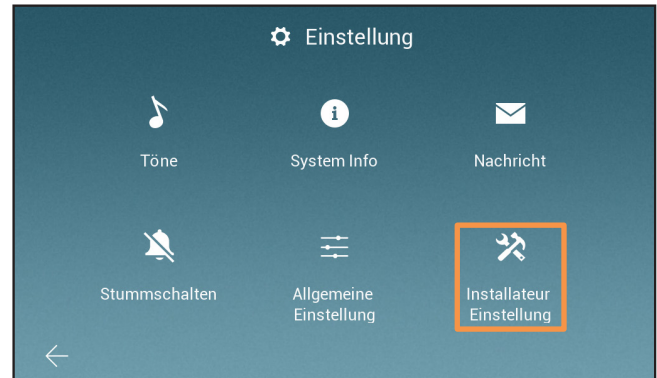 Einstellung
Töne
System Info
Nachricht
Stummschalten
Allgemeine
Einstellung
Installateur
Einstellung